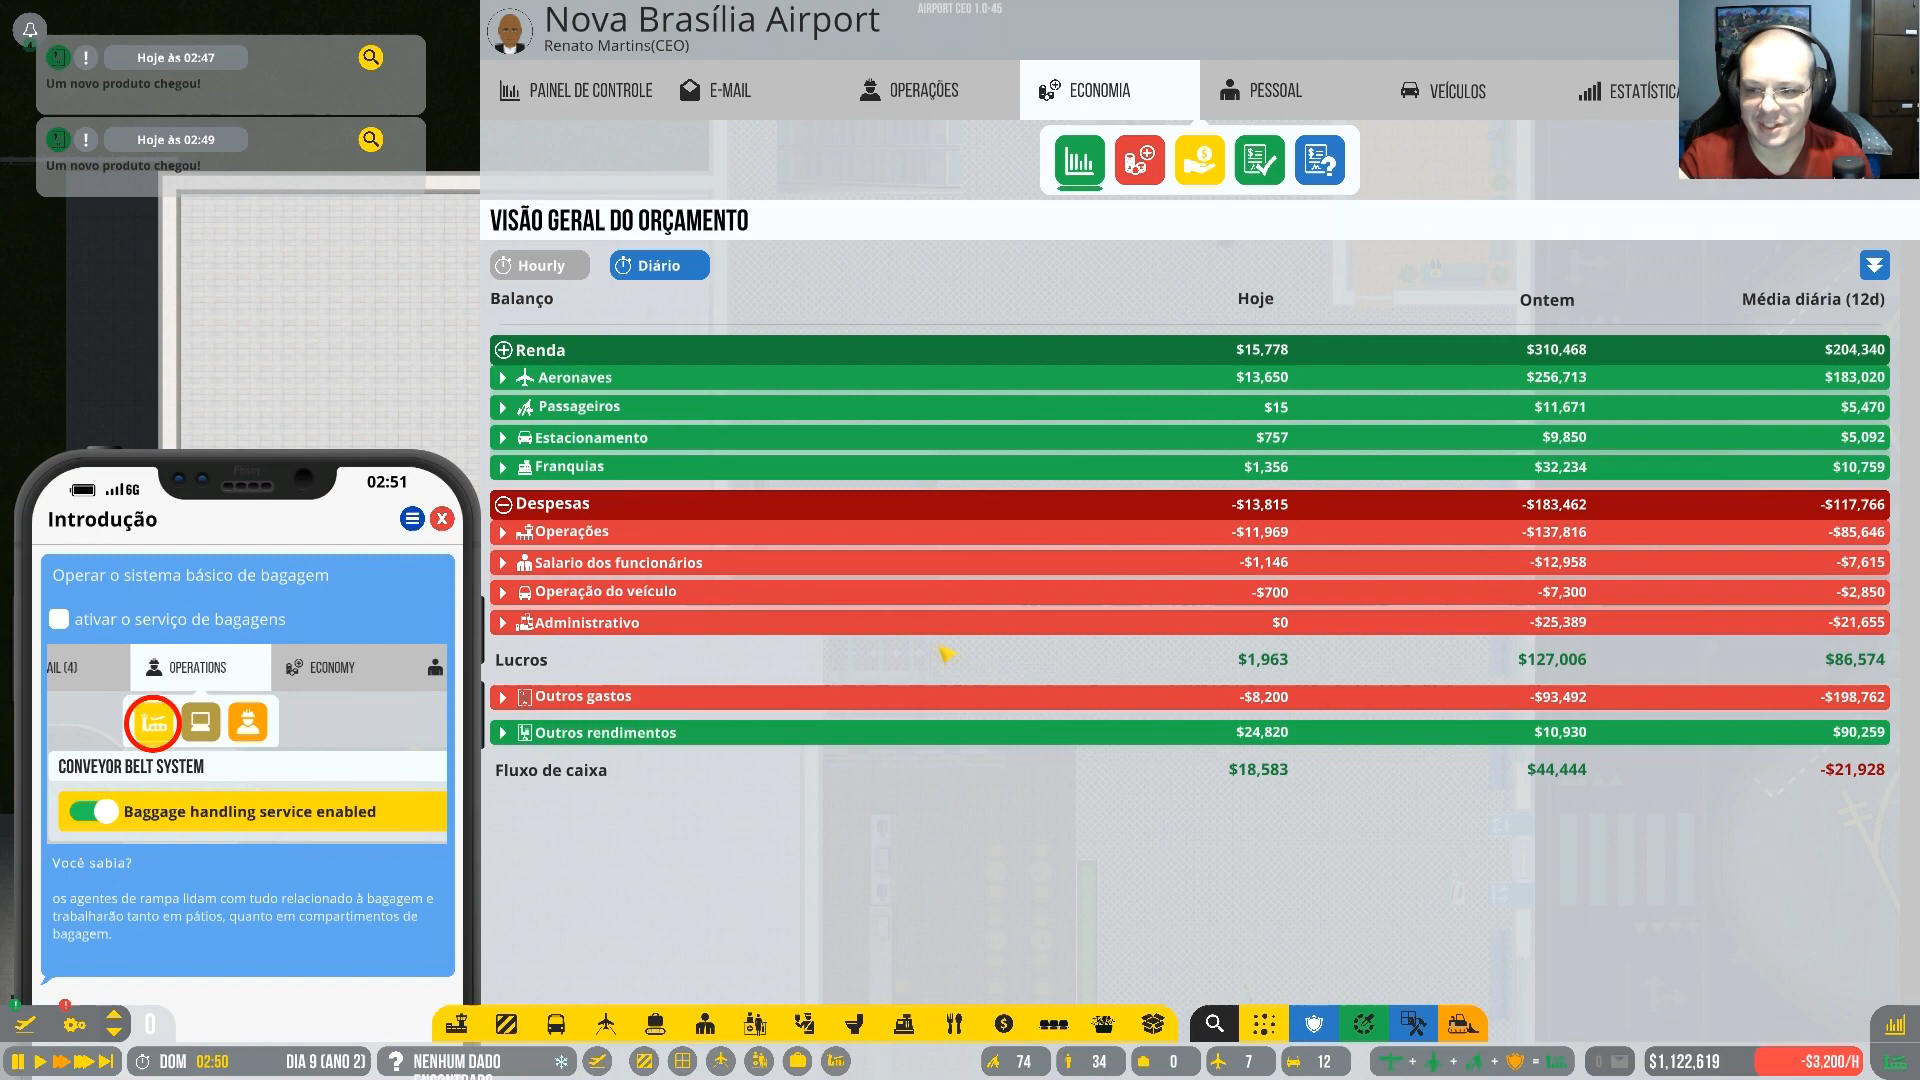 AIRPORT CEO 1.0-45
Nova Brasília Airport
Renato Martins(CEO)
Hoje às 02:47
Um novo produto chegou!
Hoje às 02:49
Um novo produto chegou!
PAINEL DE CONTROLE
E-MAIL
OPERAÇÕES
ECONOMIA
PESSOAL
VEÍCULOS
ESTATÍSTICA
VISÃO GERAL DO ORÇAMENTO
Hourly
Diário
Balanço Hoje Ontem Média diária (12d)
Renda $15,778 $310,468 $204,340
Aeronaves $13,650 $256,713 $183,020
Passageiros $15 $11,671 $5,470
Estacionamento $757 $9,850 $5,092
Franquias $1,356 $32,234 $10,759
Despesas -$13,815 -$183,462 -$117,766
Operações -$11,969 -$137,816 -$85,646
Salario dos funcionários -$1,146 -$12,958 -$7,615
Operação do veículo -$700 -$7,300 -$2,850
Administrativo $0 -$25,389 -$21,655
Lucros $1,963 $127,006 $86,574
Outros gastos -$8,200 -$93,492 -$198,762
Outros rendimentos $24,820 $10,930 $90,259
Fluxo de caixa $18,583 $44,444 -$21,928
Phony
6G
02:51
Introdução
X
Operar o sistema básico de bagagem
ativar o serviço de bagagens
AIL (4)
OPERATIONS
ECONOMY
CONVEYOR BELT SYSTEM
Baggage handling service enabled
Você sabia?
os agentes de rampa lidam com tudo relacionado à bagagem e
trabalharão tanto em pátios, quanto em compartimentos de
bagagem.
0
DOM 02:50 DIA 9 (ANO 2)
NENHUM DADO
74
34
0
7
12
0
$1,122,619
-$3,200/H